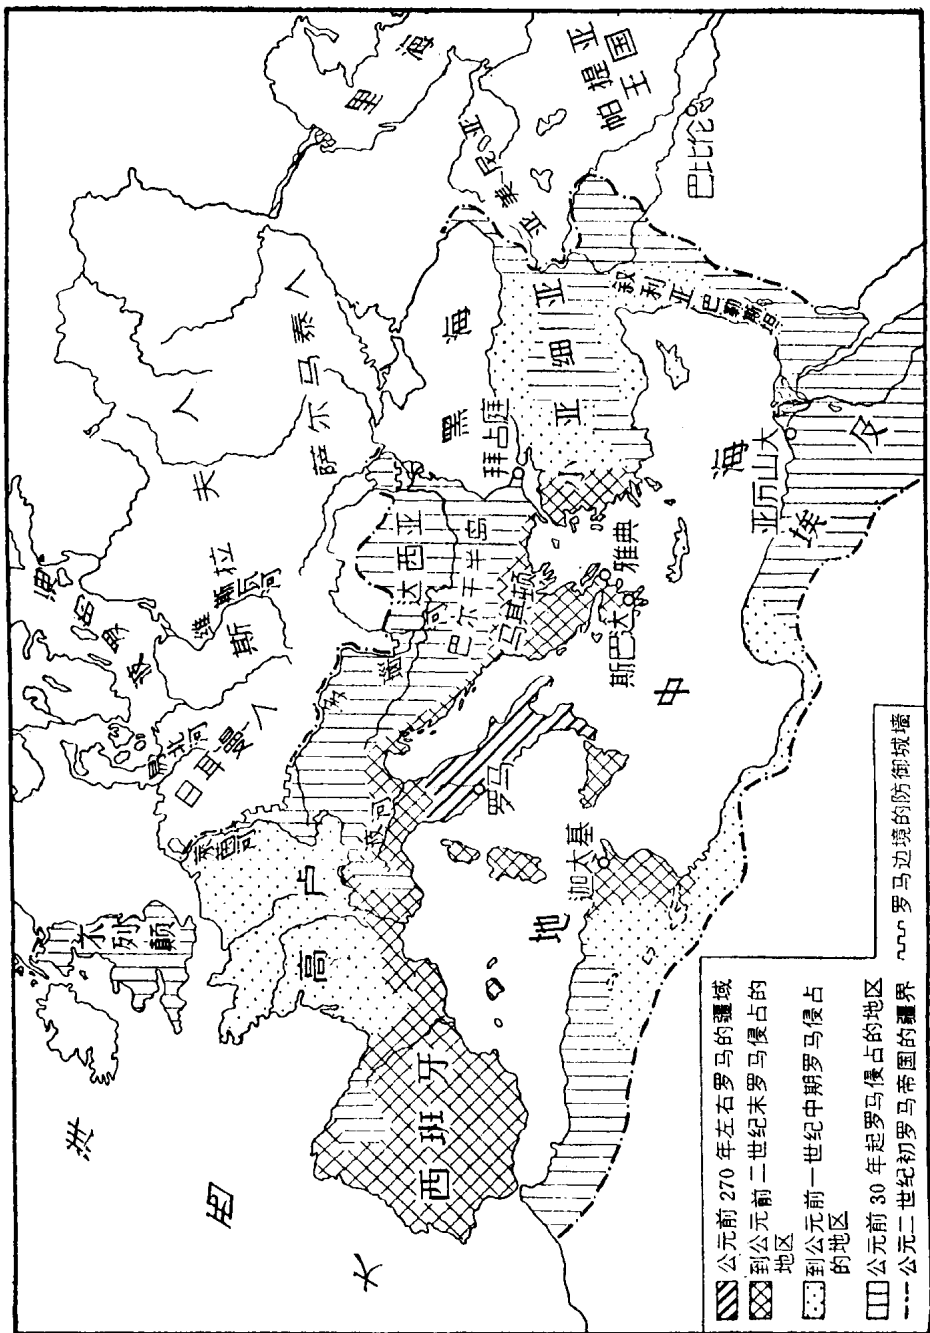 大西洋
不列颠
高卢
西班牙
莱茵河
日耳曼人
易北河
波罗的海
维斯瓦河
斯拉夫人
萨尔马泰人
里海
黑海
亚美尼亚
帕提亚
王国
巴比伦
多瑙河
达西亚
巴尔干半岛
马其顿
拜占庭
小亚细亚
叙利亚
巴勒斯坦
波河
罗马
雅典
斯巴达
迦太基
地中海
亚历山大
埃及
公元前270年左右罗马的疆域
到公元前二世纪末罗马侵占的
地区
到公元前一世纪中期罗马侵占
的地区
公元前30年起罗马侵占的地区
公元二世纪初罗马帝国的疆界
罗马边境的防御城墙